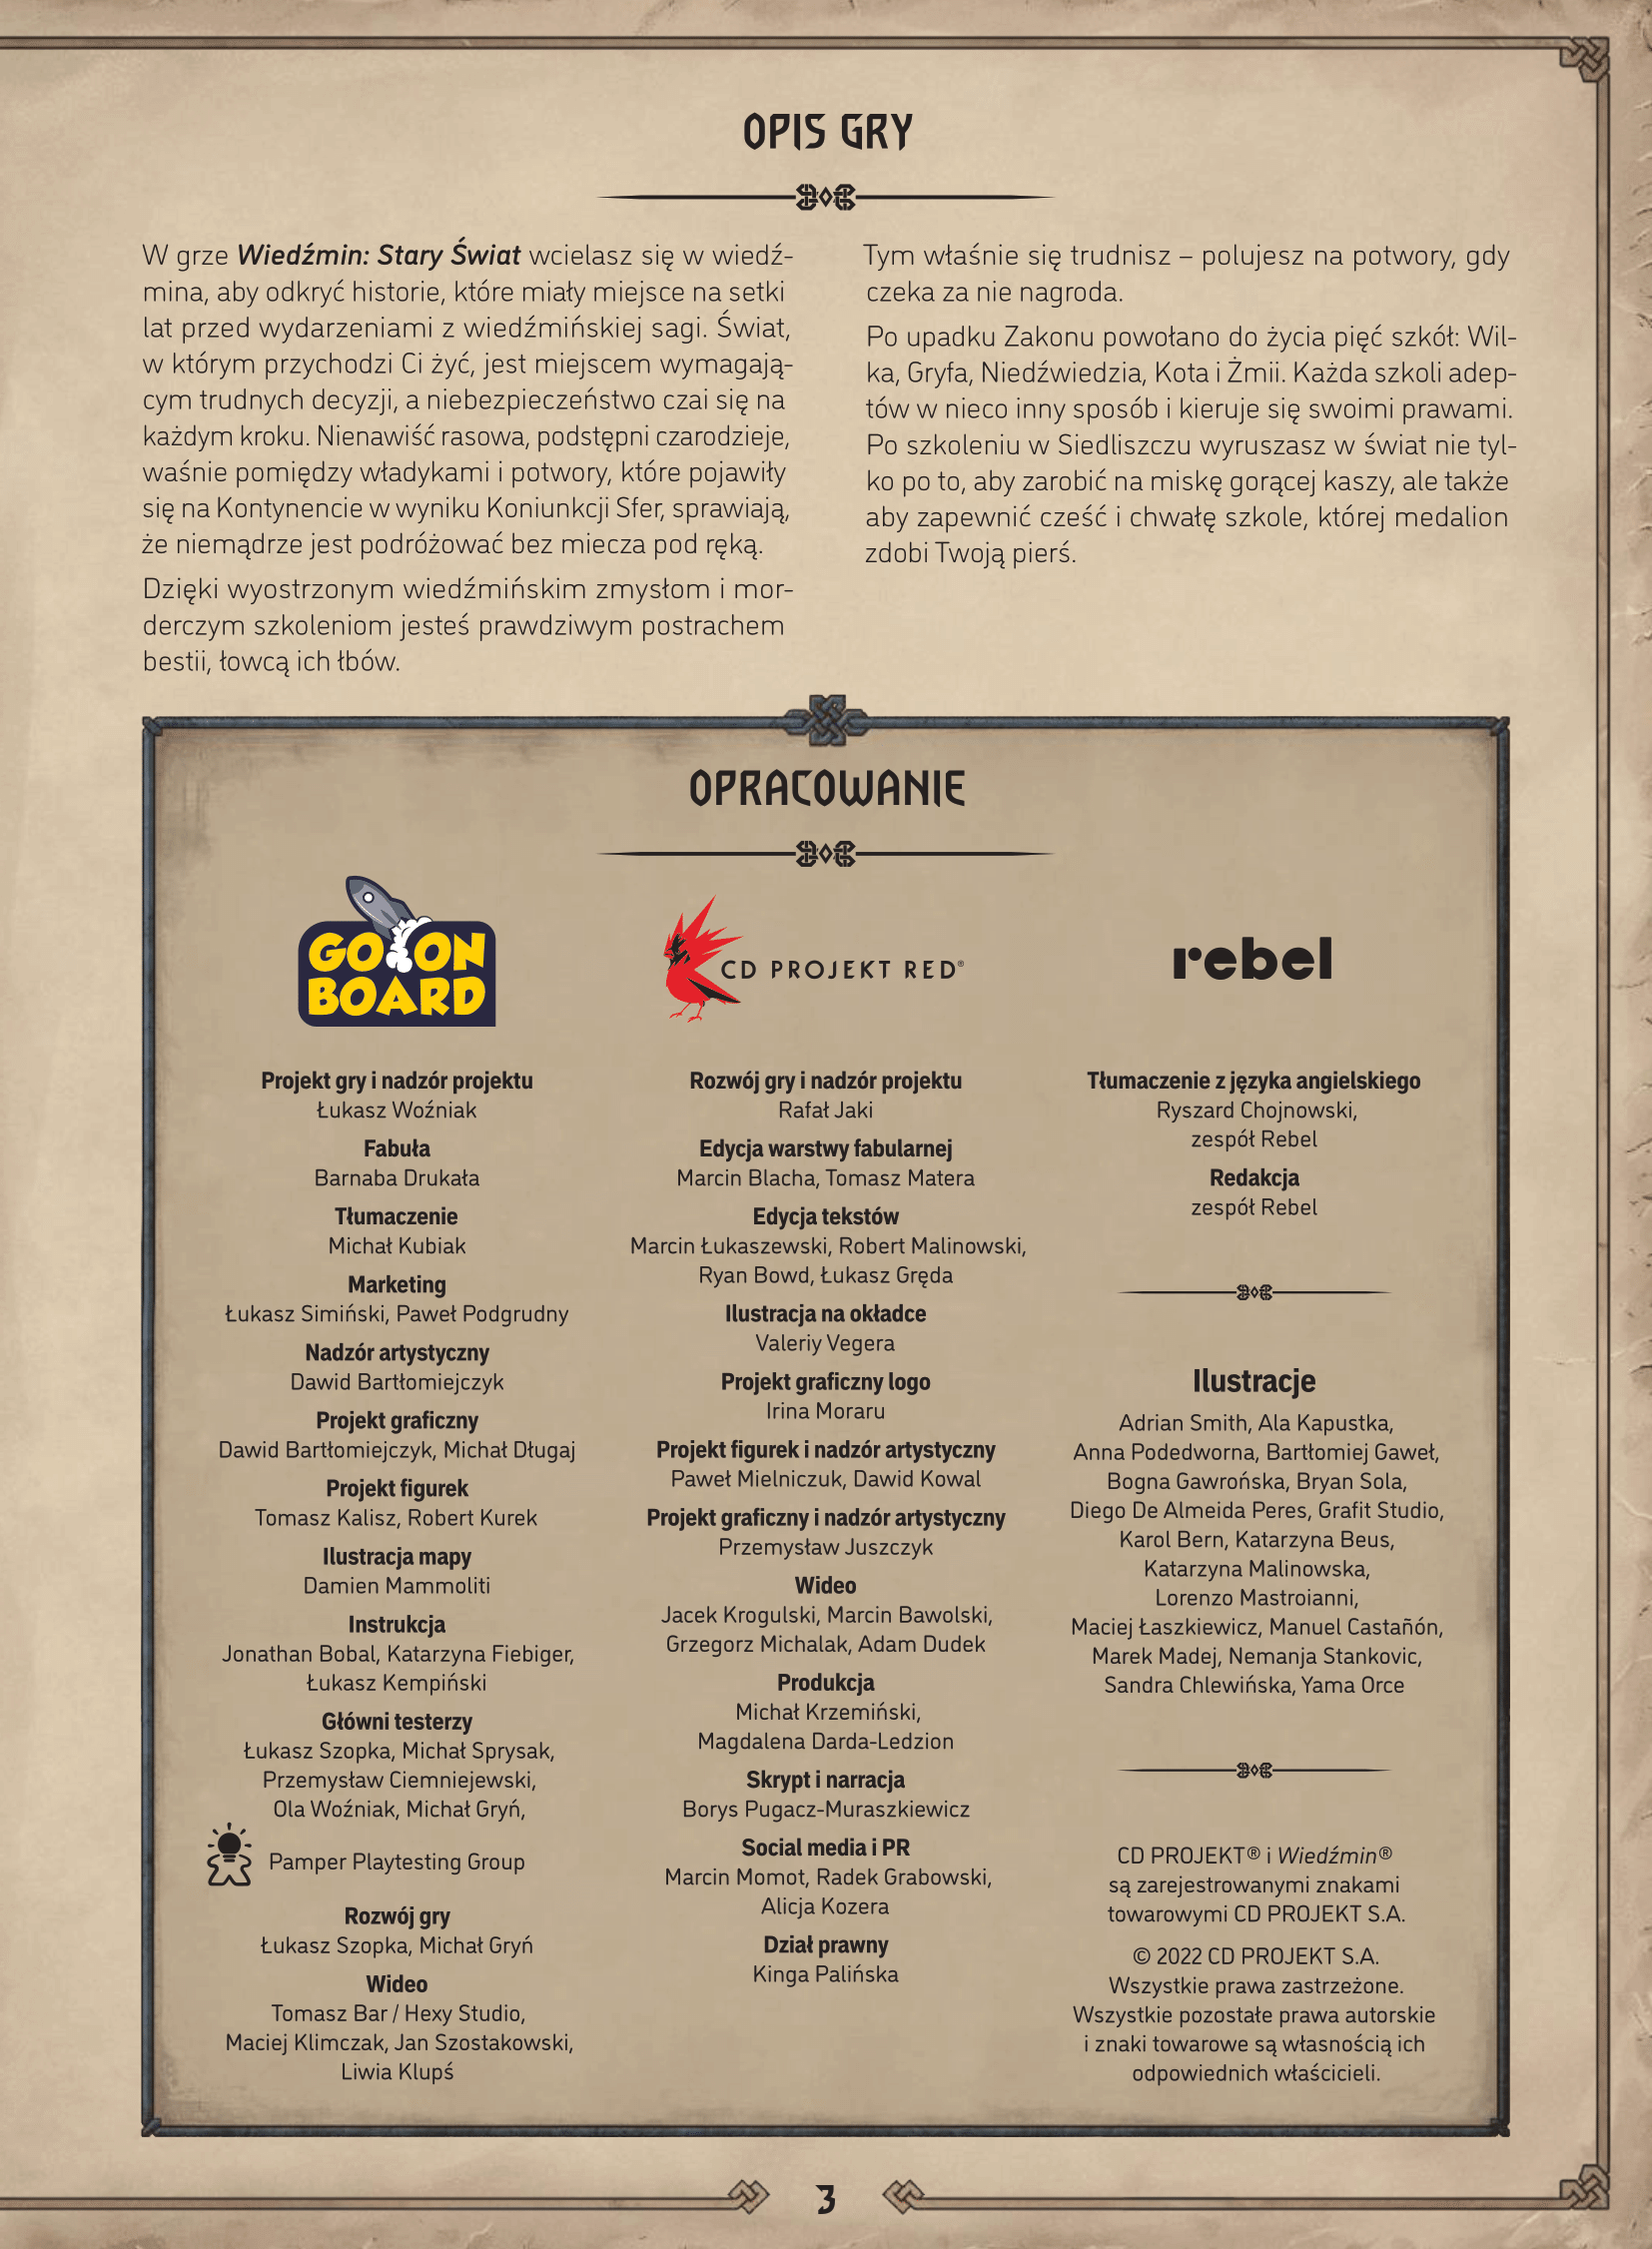 OPIS GRY
W grze Wiedźmin: Stary Świat wcielasz się w wiedź-
mina, aby odkryć historie, które miały miejsce na setki
lat przed wydarzeniami z wiedźmińskiej sagi. Świat,
w którym przychodzi Ci żyć, jest miejscem wymagają-
cym trudnych decyzji, a niebezpieczeństwo czai się na
każdym kroku. Nienawiść rasowa, podstępni czarodzieje,
waśnie pomiędzy władykami i potwory, które pojawiły
się na Kontynencie w wyniku Koniunkcji Sfer, sprawiają,
że niemądrze jest podróżować bez miecza pod ręką.
Dzięki wyostrzonym wiedźmińskim zmysłom i mor-
derczym szkoleniom jesteś prawdziwym postrachem
bestii, łowcą ich łbów.
Tym właśnie się trudnisz – polujesz na potwory, gdy
czeka za nie nagroda.
Po upadku Zakonu powołano do życia pięć szkół: Wil-
ka, Gryfa, Niedźwiedzia, Kota i Żmii. Każda szkoli adep-
tów w nieco inny sposób i kieruje się swoimi prawami.
Po szkoleniu w Siedliszczu wyruszasz w świat nie tyl-
ko po to, aby zarobić na miskę gorącej kaszy, ale także
aby zapewnić cześć i chwałę szkole, której medalion
zdobi Twoją pierś.
OPRACOWANIE
GO ON
BOARD
Projekt gry i nadzór projektu
Łukasz Woźniak
Fabuła
Barnaba Drukała
Tłumaczenie
Michał Kubiak
Marketing
Łukasz Simiński, Paweł Podgrudny
Nadzór artystyczny
Dawid Bartłomiejczyk
Projekt graficzny
Dawid Bartłomiejczyk, Michał Długaj
Projekt figurek
Tomasz Kalisz, Robert Kurek
Ilustracja mapy
Damien Mammoliti
Instrukcja
Jonathan Bobal, Katarzyna Fiebiger,
Łukasz Kempiński
Główni testerzy
Łukasz Szopka, Michał Sprysak,
Przemysław Ciemniejewski,
Ola Woźniak, Michał Gryń,
Pamper Playtesting Group
Rozwój gry
Łukasz Szopka, Michał Gryń
Wideo
Tomasz Bar / Hexy Studio,
Maciej Klimczak, Jan Szostakowski,
Liwia Klupś
CD PROJEKT RED®
Rozwój gry i nadzór projektu
Rafał Jaki
Edycja warstwy fabularnej
Marcin Blacha, Tomasz Matera
Edycja tekstów
Marcin Łukaszewski, Robert Malinowski,
Ryan Bowd, Łukasz Gręda
Ilustracja na okładce
Valeriy Vegera
Projekt graficzny logo
Irina Moraru
Projekt figurek i nadzór artystyczny
Paweł Mielniczuk, Dawid Kowal
Projekt graficzny i nadzór artystyczny
Przemysław Juszczyk
Wideo
Jacek Krogulski, Marcin Bawolski,
Grzegorz Michalak, Adam Dudek
Produkcja
Michał Krzemiński,
Magdalena Darda-Ledzion
Skrypt i narracja
Borys Pugacz-Muraszkiewicz
Social media i PR
Marcin Momot, Radek Grabowski,
Alicja Kozera
Dział prawny
Kinga Palińska
rebel
Tłumaczenie z języka angielskiego
Ryszard Chojnowski,
zespół Rebel
Redakcja
zespół Rebel
Ilustracje
Adrian Smith, Ala Kapustka,
Anna Podedworna, Bartłomiej Gaweł,
Bogna Gawrońska, Bryan Sola,
Diego De Almeida Peres, Grafit Studio,
Karol Bern, Katarzyna Beus,
Katarzyna Malinowska,
Lorenzo Mastroianni,
Maciej Łaszkiewicz, Manuel Castañón,
Marek Madej, Nemanja Stankovic,
Sandra Chlewińska, Yama Orce
CD PROJEKT® i Wiedźmin®
są zarejestrowanymi znakami
towarowymi CD PROJEKT S.A.
© 2022 CD PROJEKT S.A.
Wszystkie prawa zastrzeżone.
Wszystkie pozostałe prawa autorskie
i znaki towarowe są własnością ich
odpowiednich właścicieli.
3